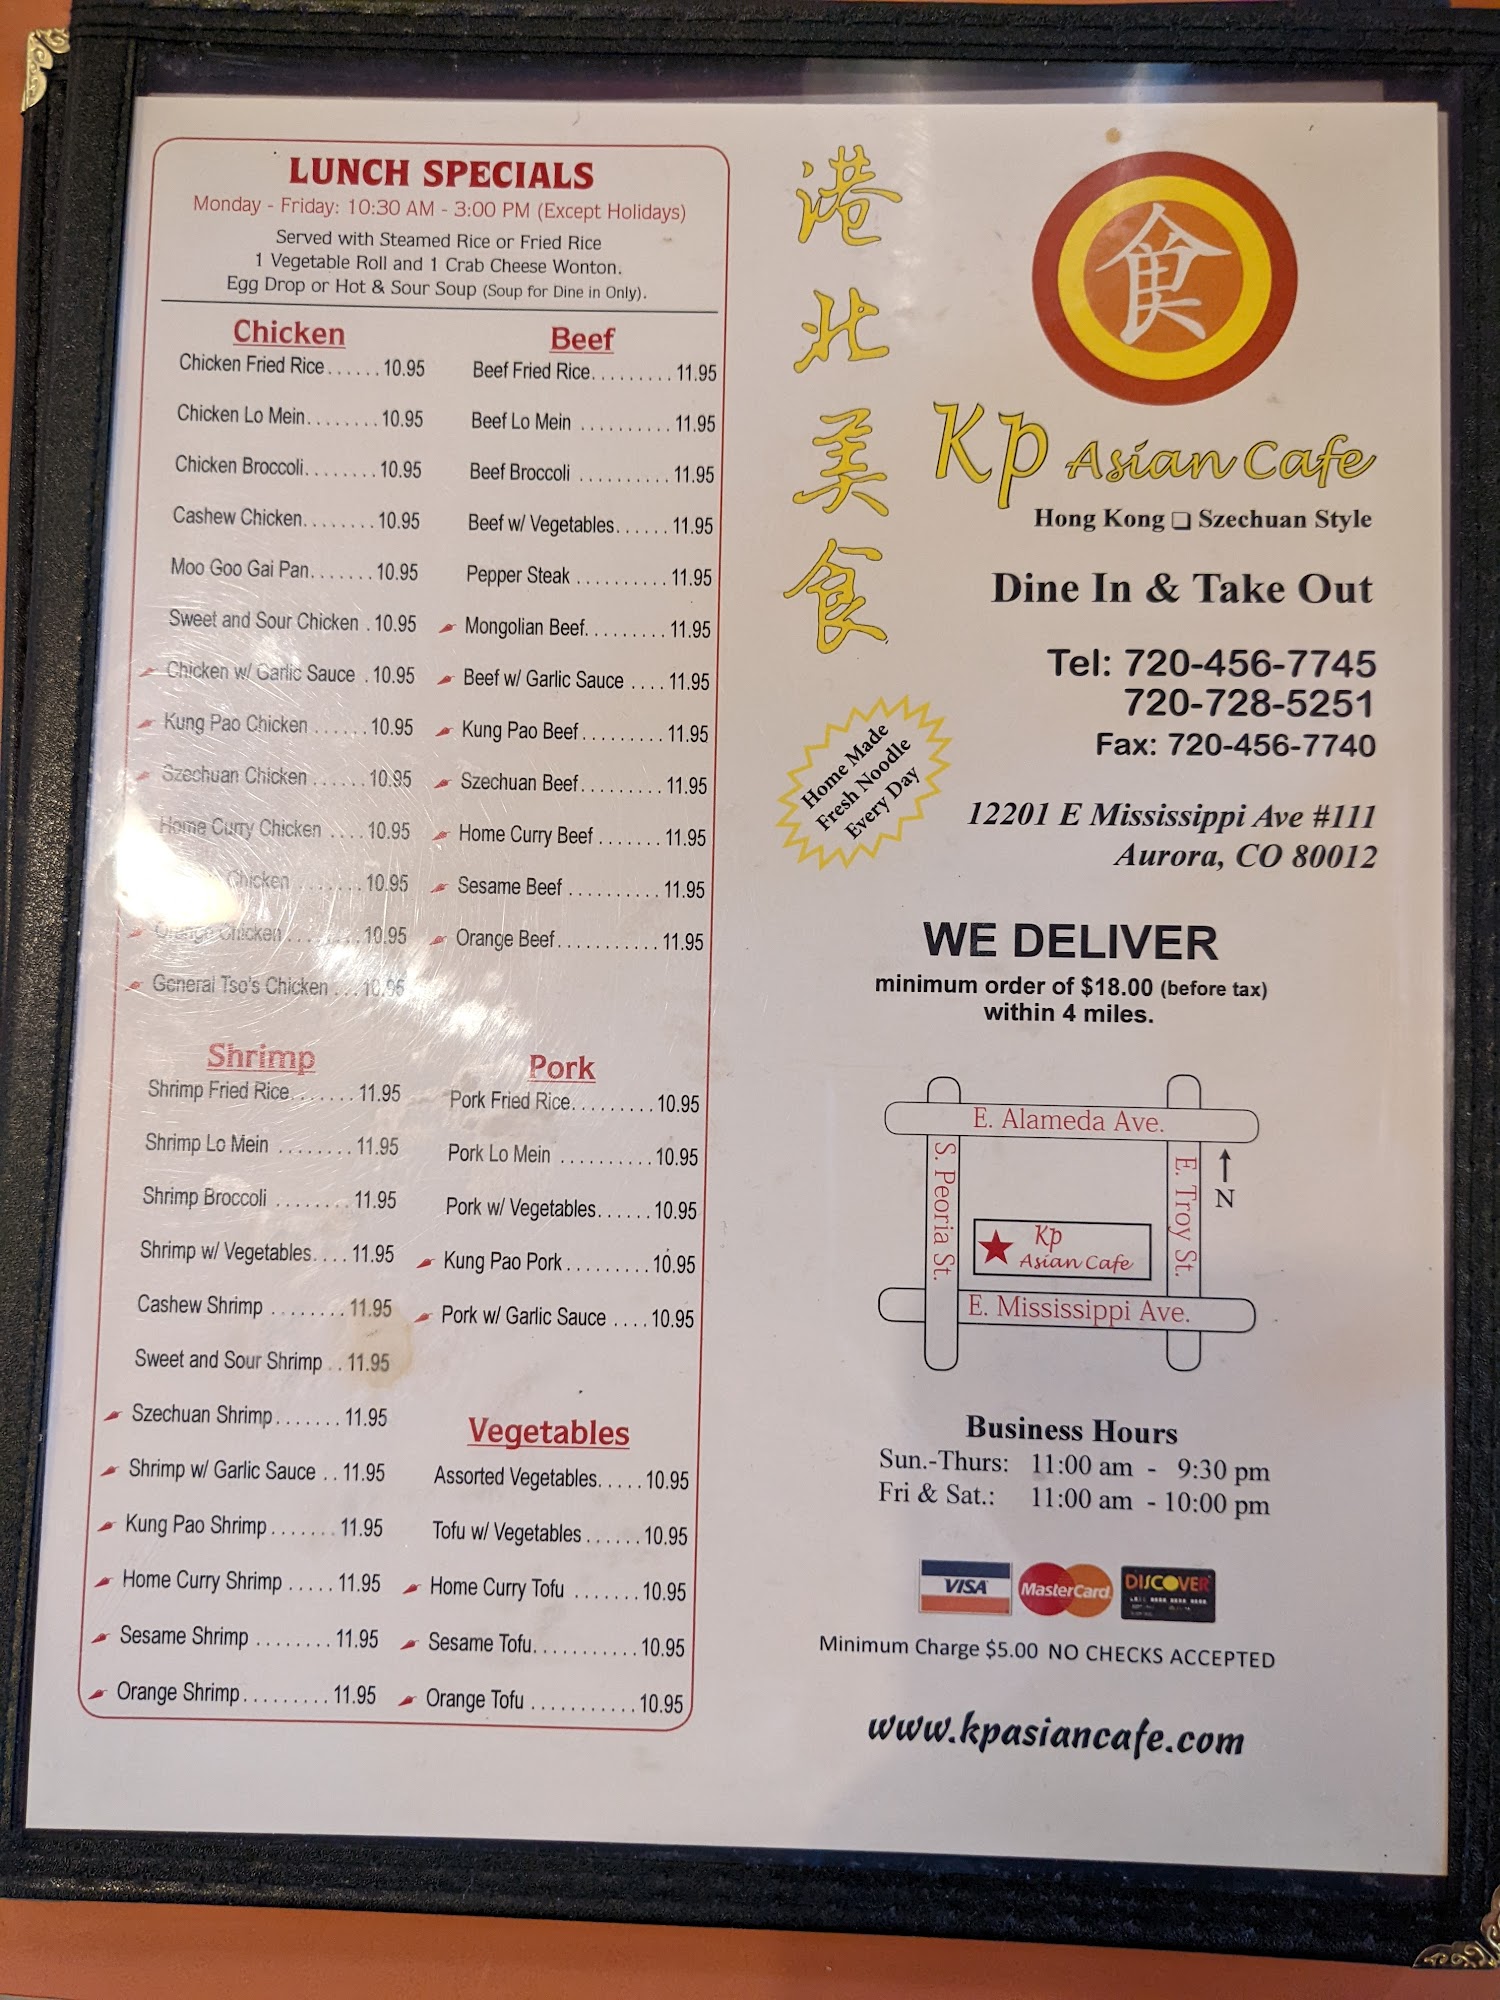 LUNCH SPECIALS
Monday - Friday: 10:30 AM - 3:00 PM (Except Holidays)
Served with Steamed Rice or Fried Rice
1 Vegetable Roll and 1 Crab Cheese Wonton.
Egg Drop or Hot & Sour Soup (Soup for Dine in Only).
Chicken
Chicken Fried Rice...... 10.95
Chicken Lo Mein........ 10.95
Chicken Broccoli........ 10.95
Cashew Chicken........ 10.95
Moo Goo Gai Pan....... 10.95
Sweet and Sour Chicken . 10.95
Chicken w/ Garlic Sauce . 10.95
Kung Pao Chicken ...... 10.95
Szechuan Chicken ...... 10.95
Home Curry Chicken .... 10.95
Chicken ....... 10.95
Orange Chicken ........ 10.95
General Tso's Chicken ... 10.95
Beef
Beef Fried Rice......... 11.95
Beef Lo Mein .......... 11.95
Beef Broccoli .......... 11.95
Beef w/ Vegetables...... 11.95
Pepper Steak .......... 11.95
Mongolian Beef......... 11.95
Beef w/ Garlic Sauce .... 11.95
Kung Pao Beef ......... 11.95
Szechuan Beef......... 11.95
Home Curry Beef ....... 11.95
Sesame Beef .......... 11.95
Orange Beef........... 11.95
Shrimp
Shrimp Fried Rice....... 11.95
Shrimp Lo Mein ........ 11.95
Shrimp Broccoli ........ 11.95
Shrimp w/ Vegetables.... 11.95
Cashew Shrimp ........ 11.95
Sweet and Sour Shrimp .. 11.95
Szechuan Shrimp....... 11.95
Shrimp w/ Garlic Sauce .. 11.95
Kung Pao Shrimp ....... 11.95
Home Curry Shrimp ..... 11.95
Sesame Shrimp ........ 11.95
Orange Shrimp......... 11.95
Pork
Pork Fried Rice......... 10.95
Pork Lo Mein .......... 10.95
Pork w/ Vegetables...... 10.95
Kung Pao Pork ......... 10.95
Pork w/ Garlic Sauce .... 10.95
Vegetables
Assorted Vegetables..... 10.95
Tofu w/ Vegetables ...... 10.95
Home Curry Tofu ....... 10.95
Sesame Tofu........... 10.95
Orange Tofu ........... 10.95
港北美食
食
Kp Asian Cafe
Hong Kong ❏ Szechuan Style
Dine In & Take Out
Tel: 720-456-7745
720-728-5251
Fax: 720-456-7740
Home Made
Fresh Noodle
Every Day
12201 E Mississippi Ave #111
Aurora, CO 80012
WE DELIVER
minimum order of $18.00 (before tax)
within 4 miles.
E. Alameda Ave.
S. Peoria St.
E. Troy St.
N
Kp
Asian Cafe
E. Mississippi Ave.
Business Hours
Sun.-Thurs: 11:00 am - 9:30 pm
Fri & Sat.: 11:00 am - 10:00 pm
VISA MasterCard DISCOVER
Minimum Charge $5.00 NO CHECKS ACCEPTED
www.kpasiancafe.com